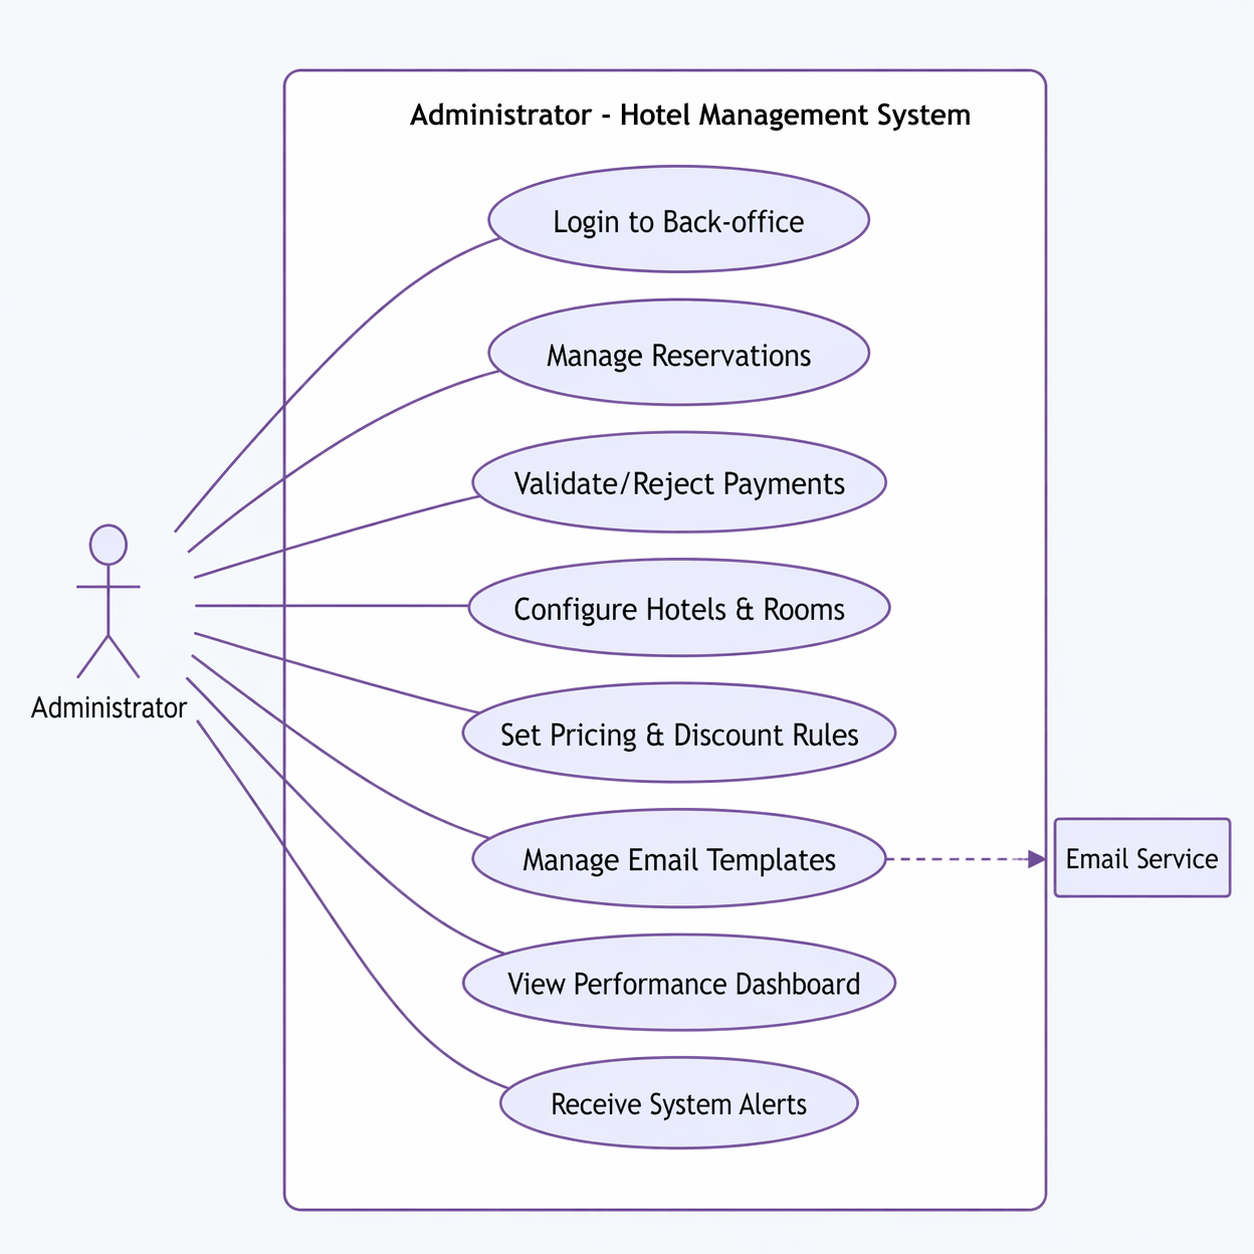 Administrator - Hotel Management System
Login to Back-office
Manage Reservations
Validate/Reject Payments
Configure Hotels & Rooms
Administrator
Set Pricing & Discount Rules
Manage Email Templates
Email Service
View Performance Dashboard
Receive System Alerts